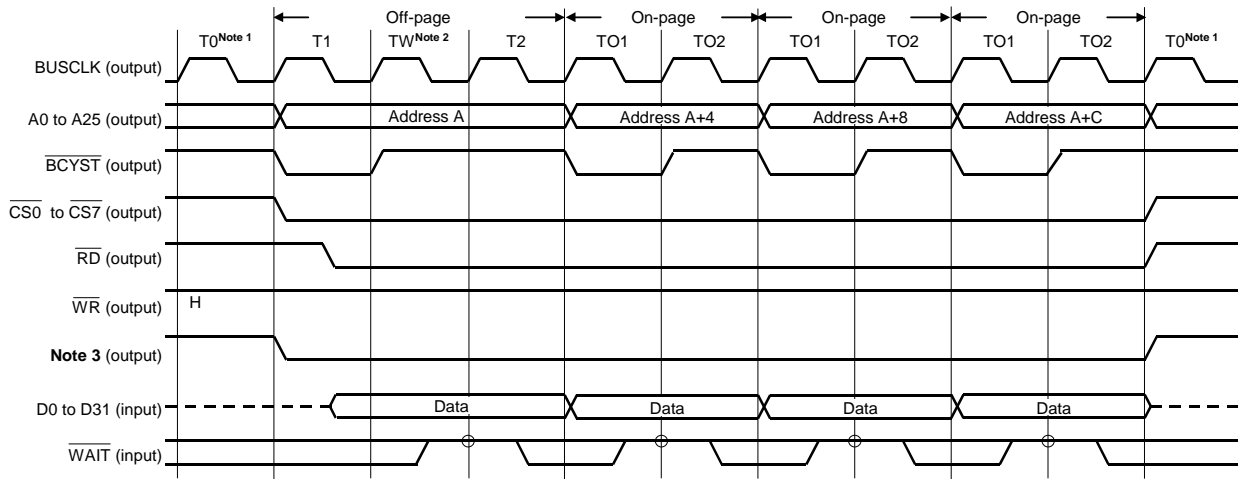 Off-page On-page On-page On-page
T0Note 1 T1 TWNote 2 T2 TO1 TO2 TO1 TO2 TO1 TO2 T0Note 1
BUSCLK (output)
A0 to A25 (output) Address A Address A+4 Address A+8 Address A+C
BCYST (output)
CS0 to CS7 (output)
RD (output)
WR (output) H
Note 3 (output)
D0 to D31 (input) Data Data Data Data
WAIT (input)